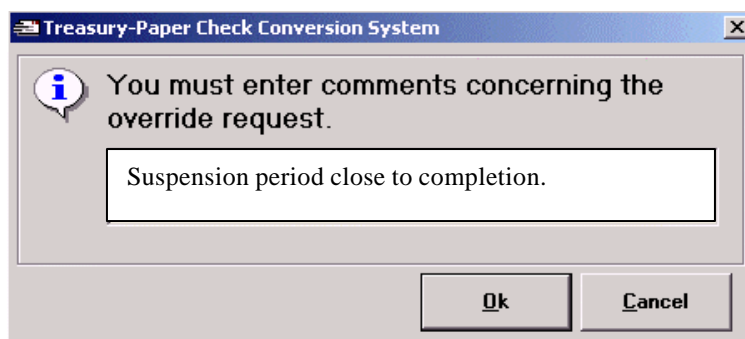 Treasury-Paper Check Conversion System
You must enter comments concerning the
override request.
Suspension period close to completion.
Ok
Cancel